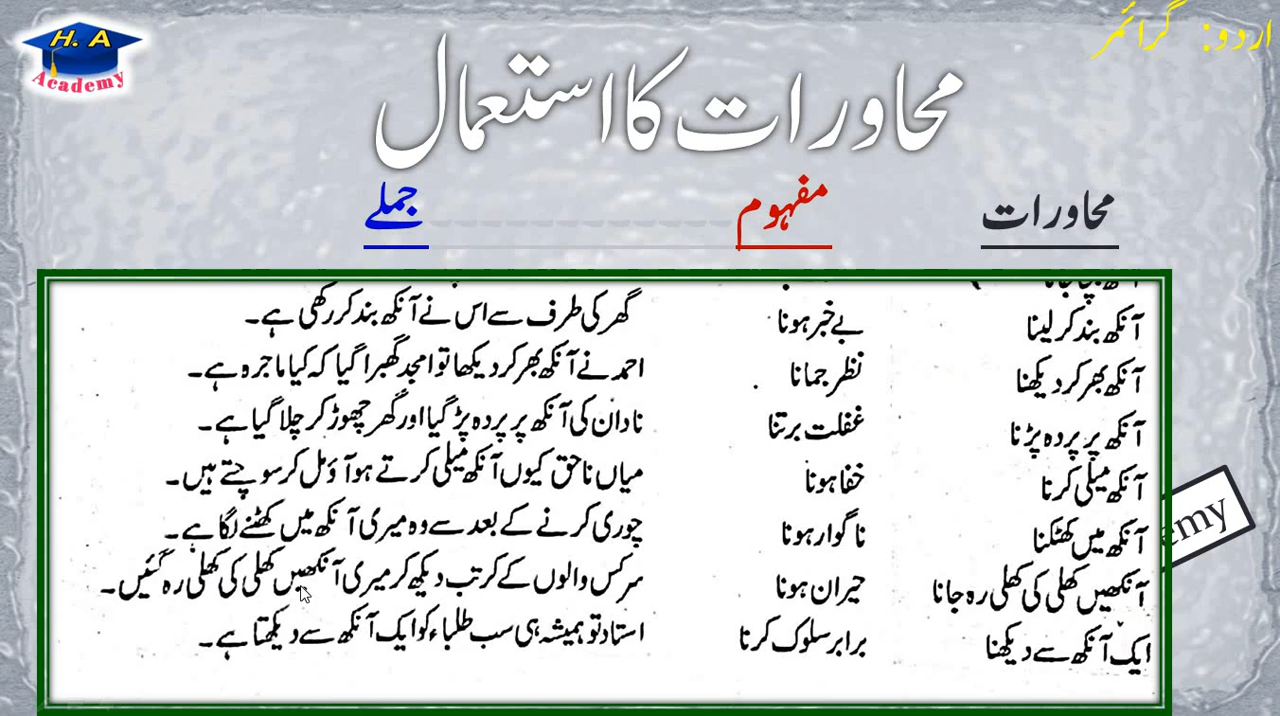 H. A
Academy
اردو: گرائمر
محاورات کا استعمال
محاورات مفہوم جملے
آنکھ بند کر لینا بے خبر ہونا گھر کی طرف سے اس نے آنکھ بند کر رکھی ہے۔
آنکھ بھر کر دیکھنا نظر جمانا احمد نے آنکھ بھر کر دیکھا تو امجد گھبرا گیا کہ کیا ماجرہ ہے۔
آنکھ پر پردہ پڑنا غفلت برتنا نادان کی آنکھ پر پردہ پڑ گیا اور گھر چھوڑ کر چلا گیا ہے۔
آنکھ میلی کرنا خفا ہونا میاں ناحق کیوں آنکھ میلی کرتے ہو آؤ مل کر سوچتے ہیں۔
آنکھ میں کھٹکنا ناگوار ہونا چوری کرنے کے بعد سے وہ میری آنکھ میں کھٹنے لگا ہے۔
آنکھیں کھلی کی کھلی رہ جانا حیران ہونا سرکس والوں کے کرتب دیکھ کر میری آنکھیں کھلی کی کھلی رہ گئیں۔
ایک آنکھ سے دیکھنا برابر سلوک کرنا استاد تو ہمیشہ ہی سب طلباء کو ایک آنکھ سے دیکھتا ہے۔
emy